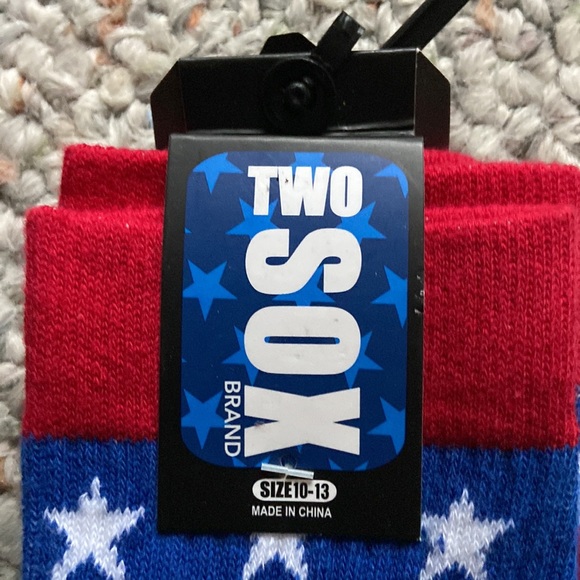 TWO
SOX
BRAND
SIZE10-13
MADE IN CHINA